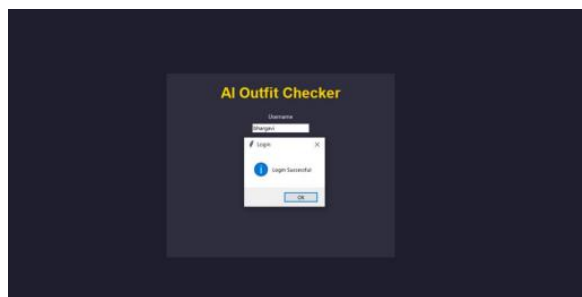 AI Outfit Checker
Username
bhargavi
Login
Login Successful
OK